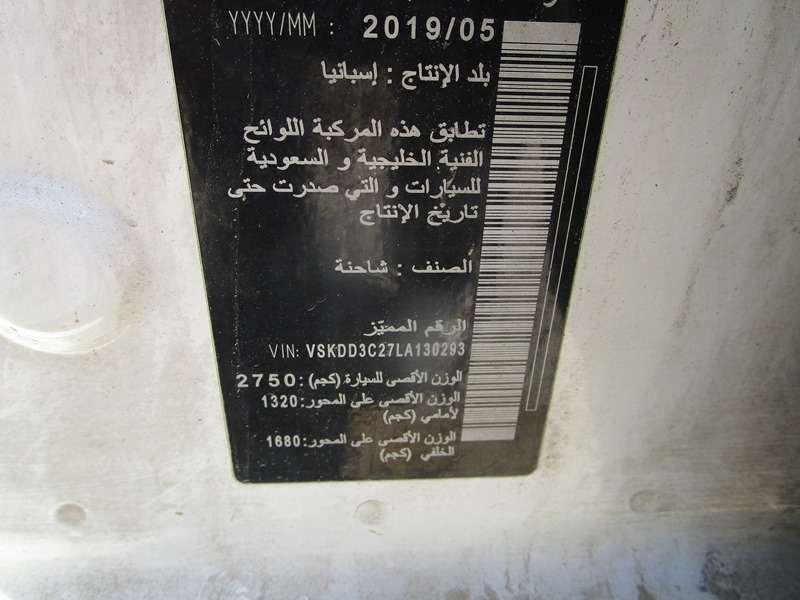 YYYY/MM : 2019/05
بلد الإنتاج : إسبانيا
تطابق هذه المركبة اللوائح
الفنية الخليجية و السعودية
للسيارات و التي صدرت حتى
تاريخ الإنتاج
الصنف : شاحنة
الرقم المميّز
VIN: VSKDD3C27LA130293
الوزن الأقصى للسيارة (كجم) : 2750
الوزن الأقصى على المحور: 1320
لأمامي (كجم)
الوزن الأقصى على المحور: 1680
الخلفي (كجم)